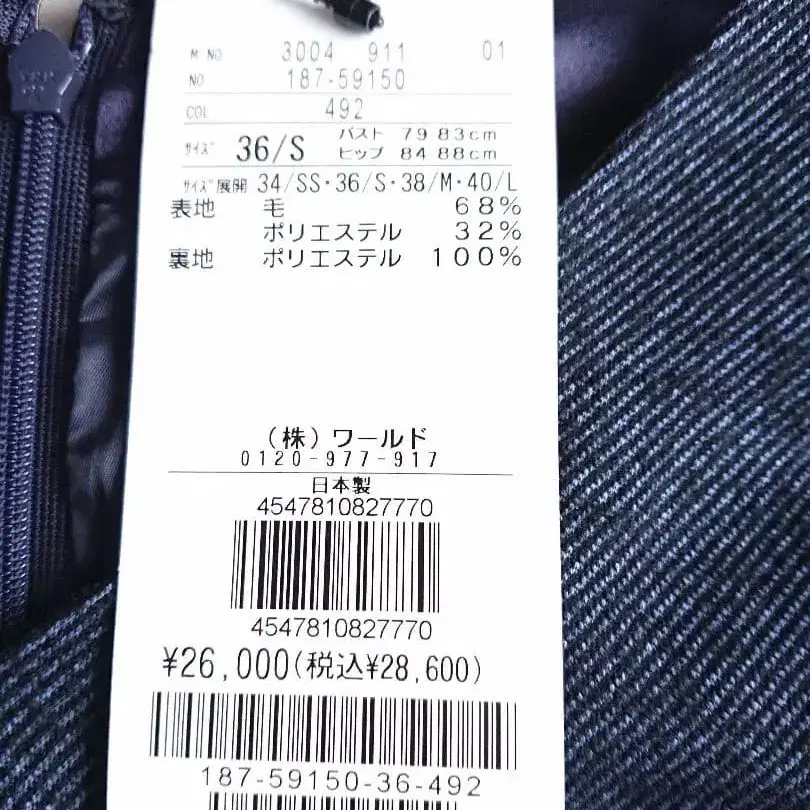 M NO 3004 911 01
NO 187-59150
COL 492
ｻｲｽﾞ 36/S バスト 79 83cm
ヒップ 84 88cm
ｻｲｽﾞ展開 34/SS・36/S・38/M・40/L
表地 毛 68%
ポリエステル 32%
裏地 ポリエステル 100%
(株)ワールド
0120-977-917
日本製
4547810827770
4547810827770
¥26,000(税込¥28,600)
187-59150-36-492